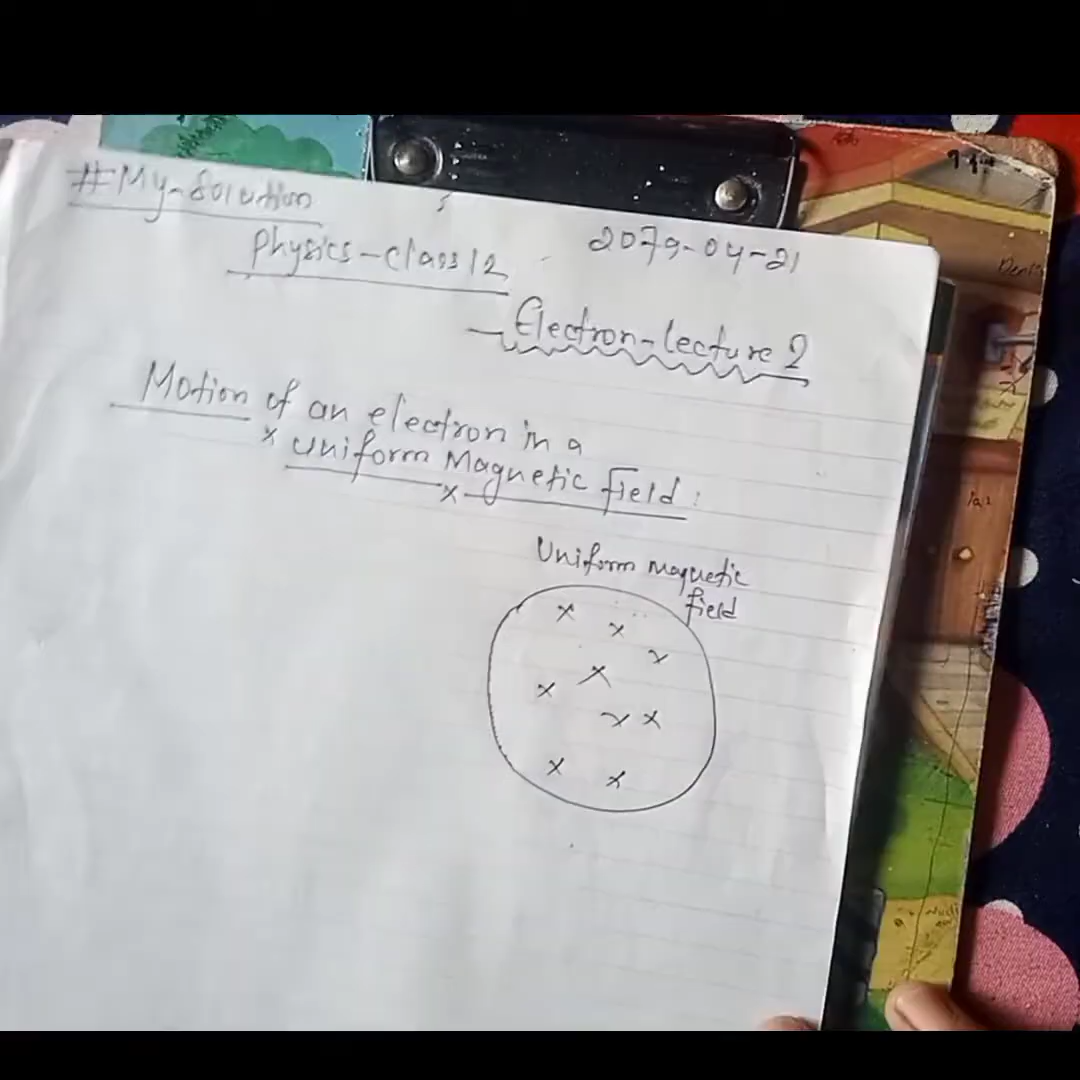 #My-Solution
Physics-class 12
2079-04-21
Electron-lecture 2
Motion of an electron in a
uniform Magnetic field:
Uniform magnetic
field
x x x x x x x x x